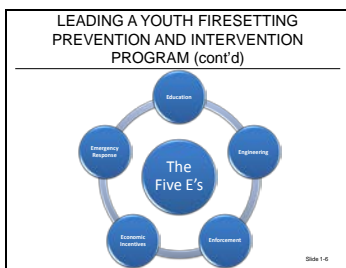 LEADING A YOUTH FIRESETTING
PREVENTION AND INTERVENTION
PROGRAM (cont'd)
Education
Emergency
Response
Engineering
The
Five E's
Economic
Incentives
Enforcement
Slide 1-6